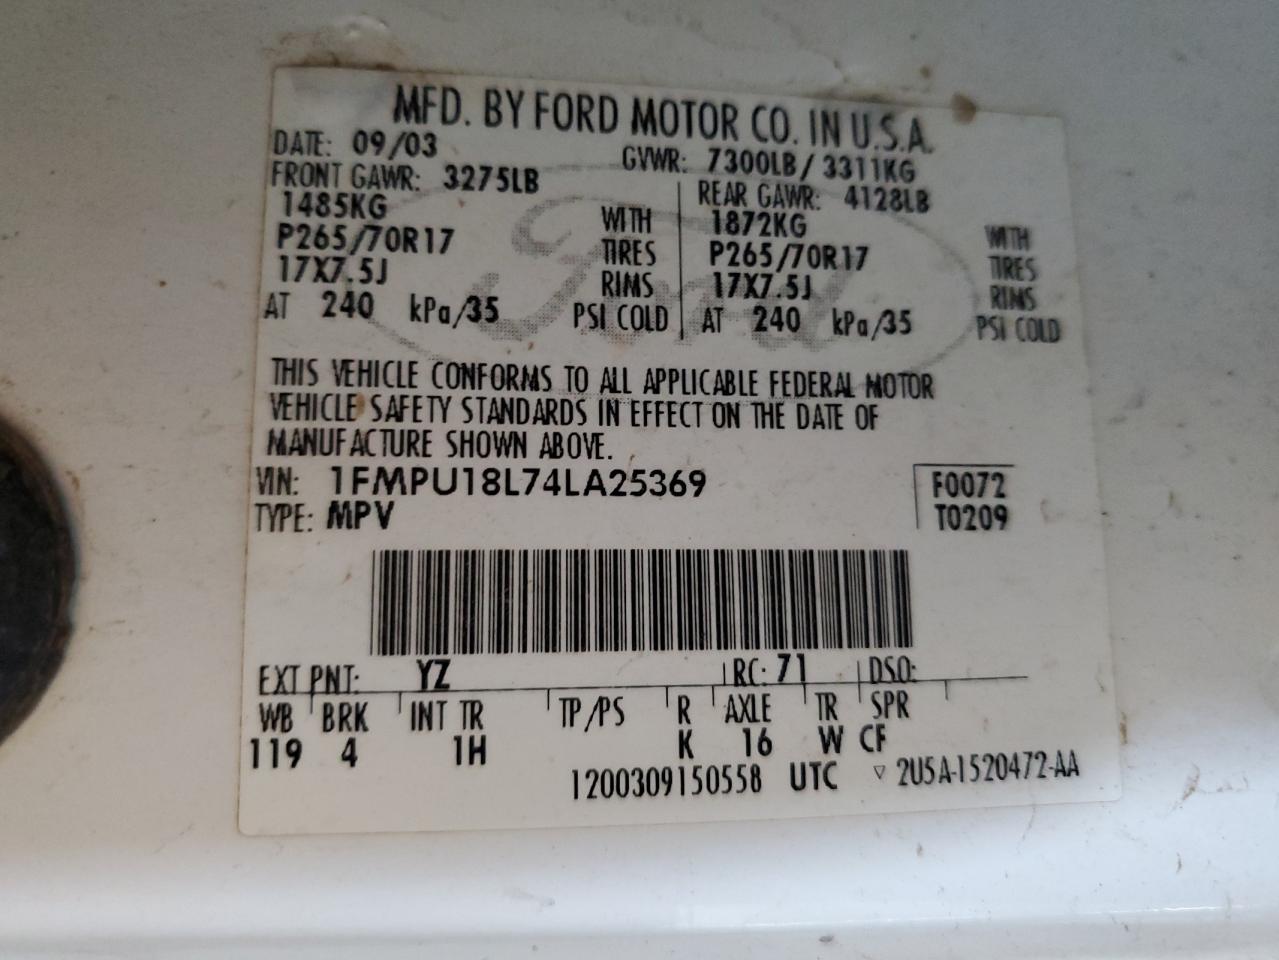 MFD. BY FORD MOTOR CO. IN U.S.A.
DATE: 09/03 GVWR: 7300LB/ 3311KG
FRONT GAWR: 3275LB REAR GAWR: 4128LB
1485KG WITH 1872KG WITH
P265/70R17 TIRES P265/70R17 TIRES
17X7.5J RIMS 17X7.5J RIMS
AT 240 kPa/35 PSI COLD AT 240 kPa/35 PSI COLD
Ford
THIS VEHICLE CONFORMS TO ALL APPLICABLE FEDERAL MOTOR
VEHICLE SAFETY STANDARDS IN EFFECT ON THE DATE OF
MANUFACTURE SHOWN ABOVE.
VIN: 1FMPU18L74LA25369 F0072
TYPE: MPV T0209
EXT PNT: YZ RC: 71 DSO:
WB BRK INT TR TP/PS R AXLE TR SPR
119 4 1H K 16 W CF
1200309150558 UTC ▽ 2U5A-1520472-AA